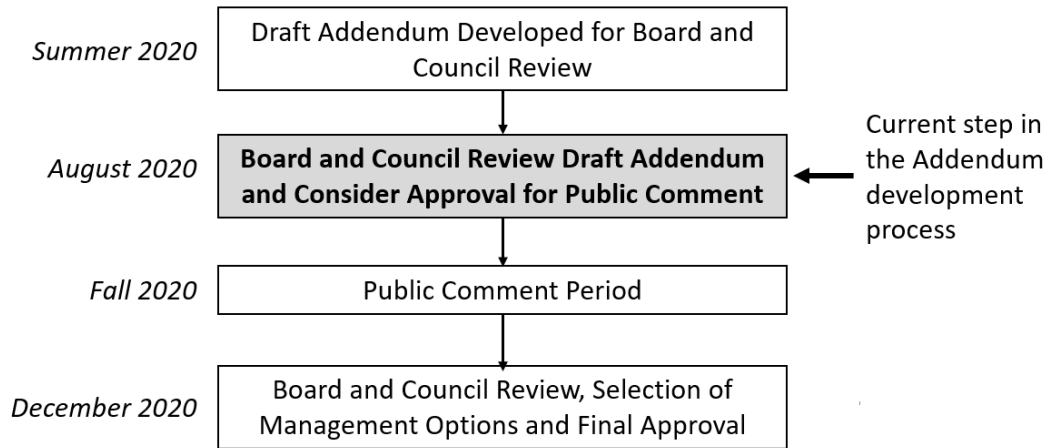 Summer 2020
Draft Addendum Developed for Board and
Council Review
August 2020
Board and Council Review Draft Addendum
and Consider Approval for Public Comment
Current step in
the Addendum
development
process
Fall 2020
Public Comment Period
December 2020
Board and Council Review, Selection of
Management Options and Final Approval